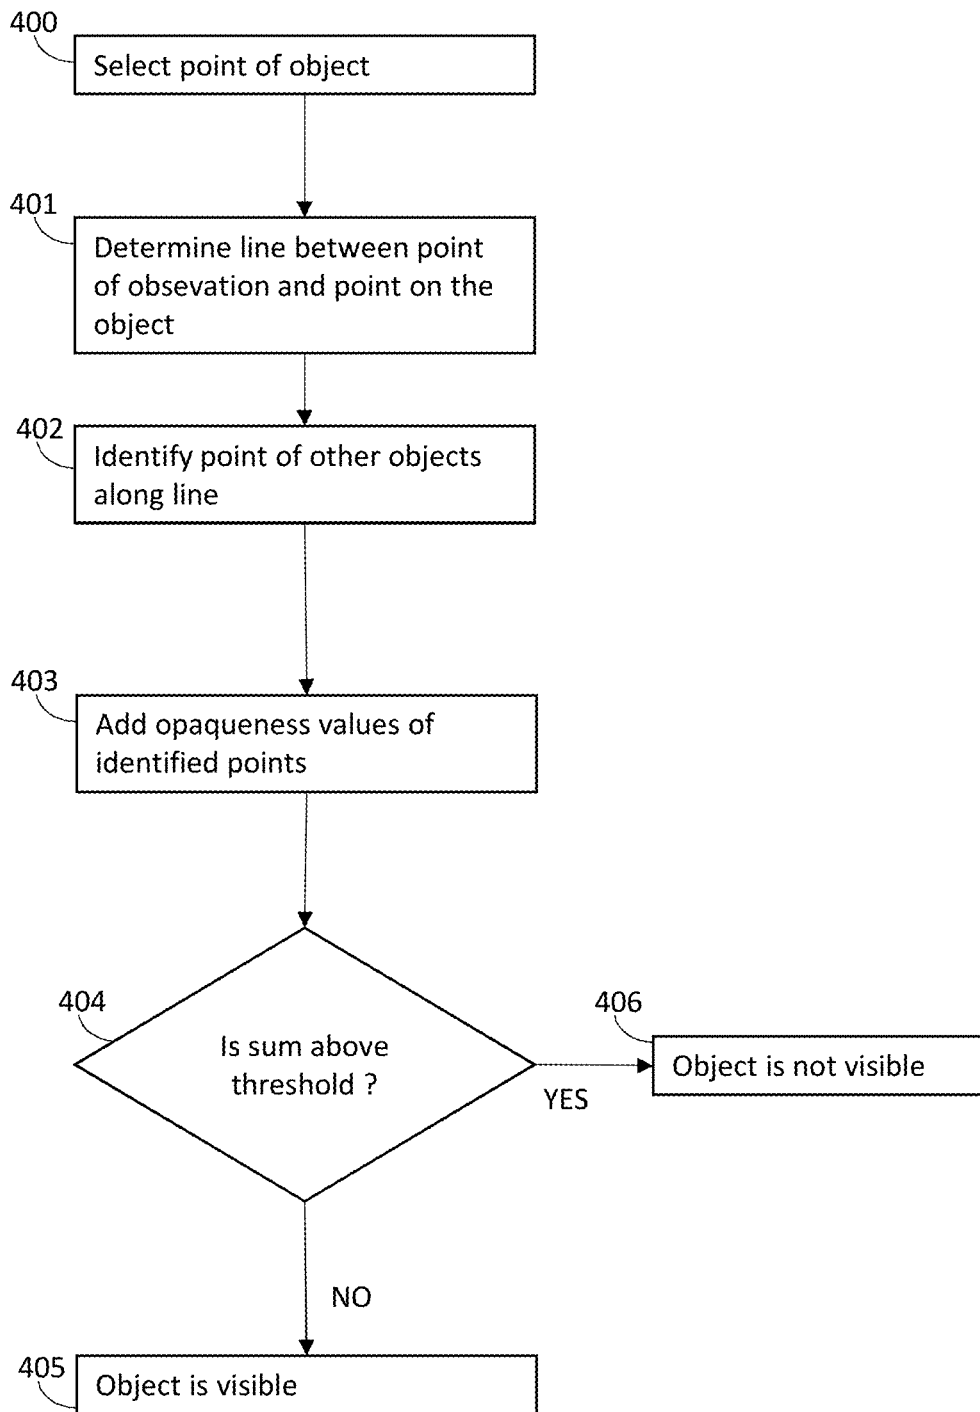 400
Select point of object
401
Determine line between point
of obsevation and point on the
object
402
Identify point of other objects
along line
403
Add opaqueness values of
identified points
404
Is sum above
threshold ?
406
Object is not visible
YES
NO
405
Object is visible